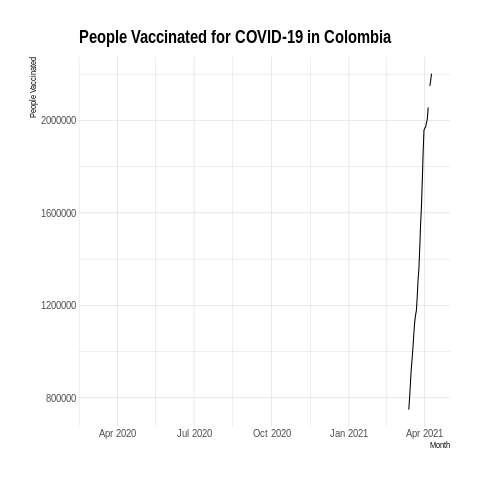 People Vaccinated for COVID-19 in Colombia
People Vaccinated
2000000
1600000
1200000
800000
Apr 2020 Jul 2020 Oct 2020 Jan 2021 Apr 2021
Month